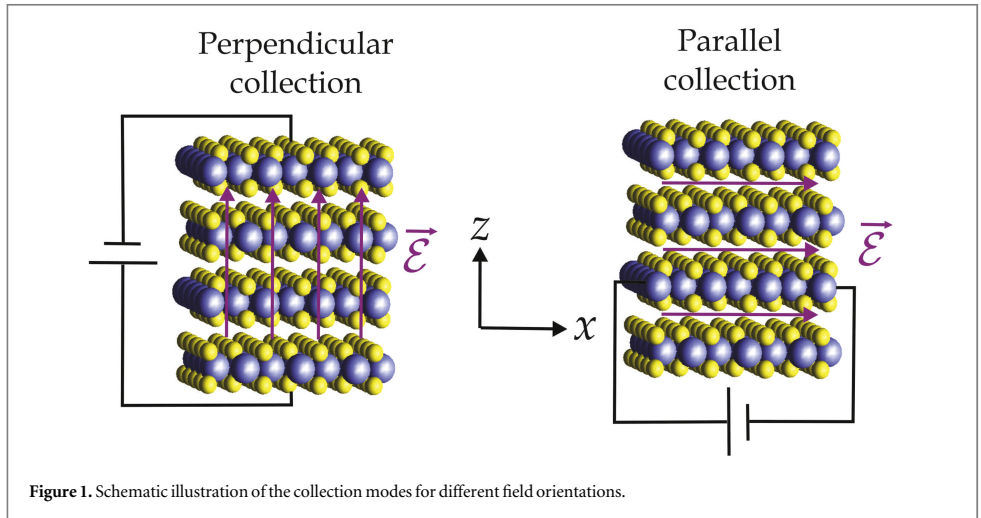 Perpendicular
collection
Parallel
collection
ℰ
z
x
ℰ
Figure 1. Schematic illustration of the collection modes for different field orientations.